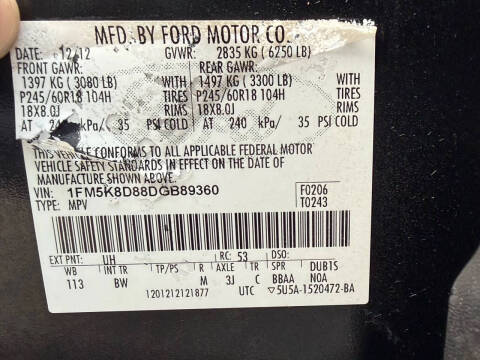 MFD. BY FORD MOTOR CO.
DATE: 12/12 GVWR: 2835 KG ( 6250 LB)
FRONT GAWR: REAR GAWR:
1397 KG ( 3080 LB) 1497 KG ( 3300 LB) WITH
P245/60R18 104H TIRES P245/60R18 104H TIRES
18X8.0J RIMS 18X8.0J RIMS
AT 240 kPa/ 35 PSI COLD AT 240 kPa/ 35 PSI COLD
THIS VEHICLE CONFORMS TO ALL APPLICABLE FEDERAL MOTOR
VEHICLE SAFETY STANDARDS IN EFFECT ON THE DATE OF
MANUFACTURE SHOWN ABOVE.
VIN: 1FM5K8D88DGB89360 F0206
TYPE: MPV T0243
EXT PNT: UH RC: 53 DSO:
WB INT TR TP/PS R AXLE TR SPR DUB1S
113 BW M 3J C BBAA N0A
1201212121877 UTC ▽5U5A-1520472-BA